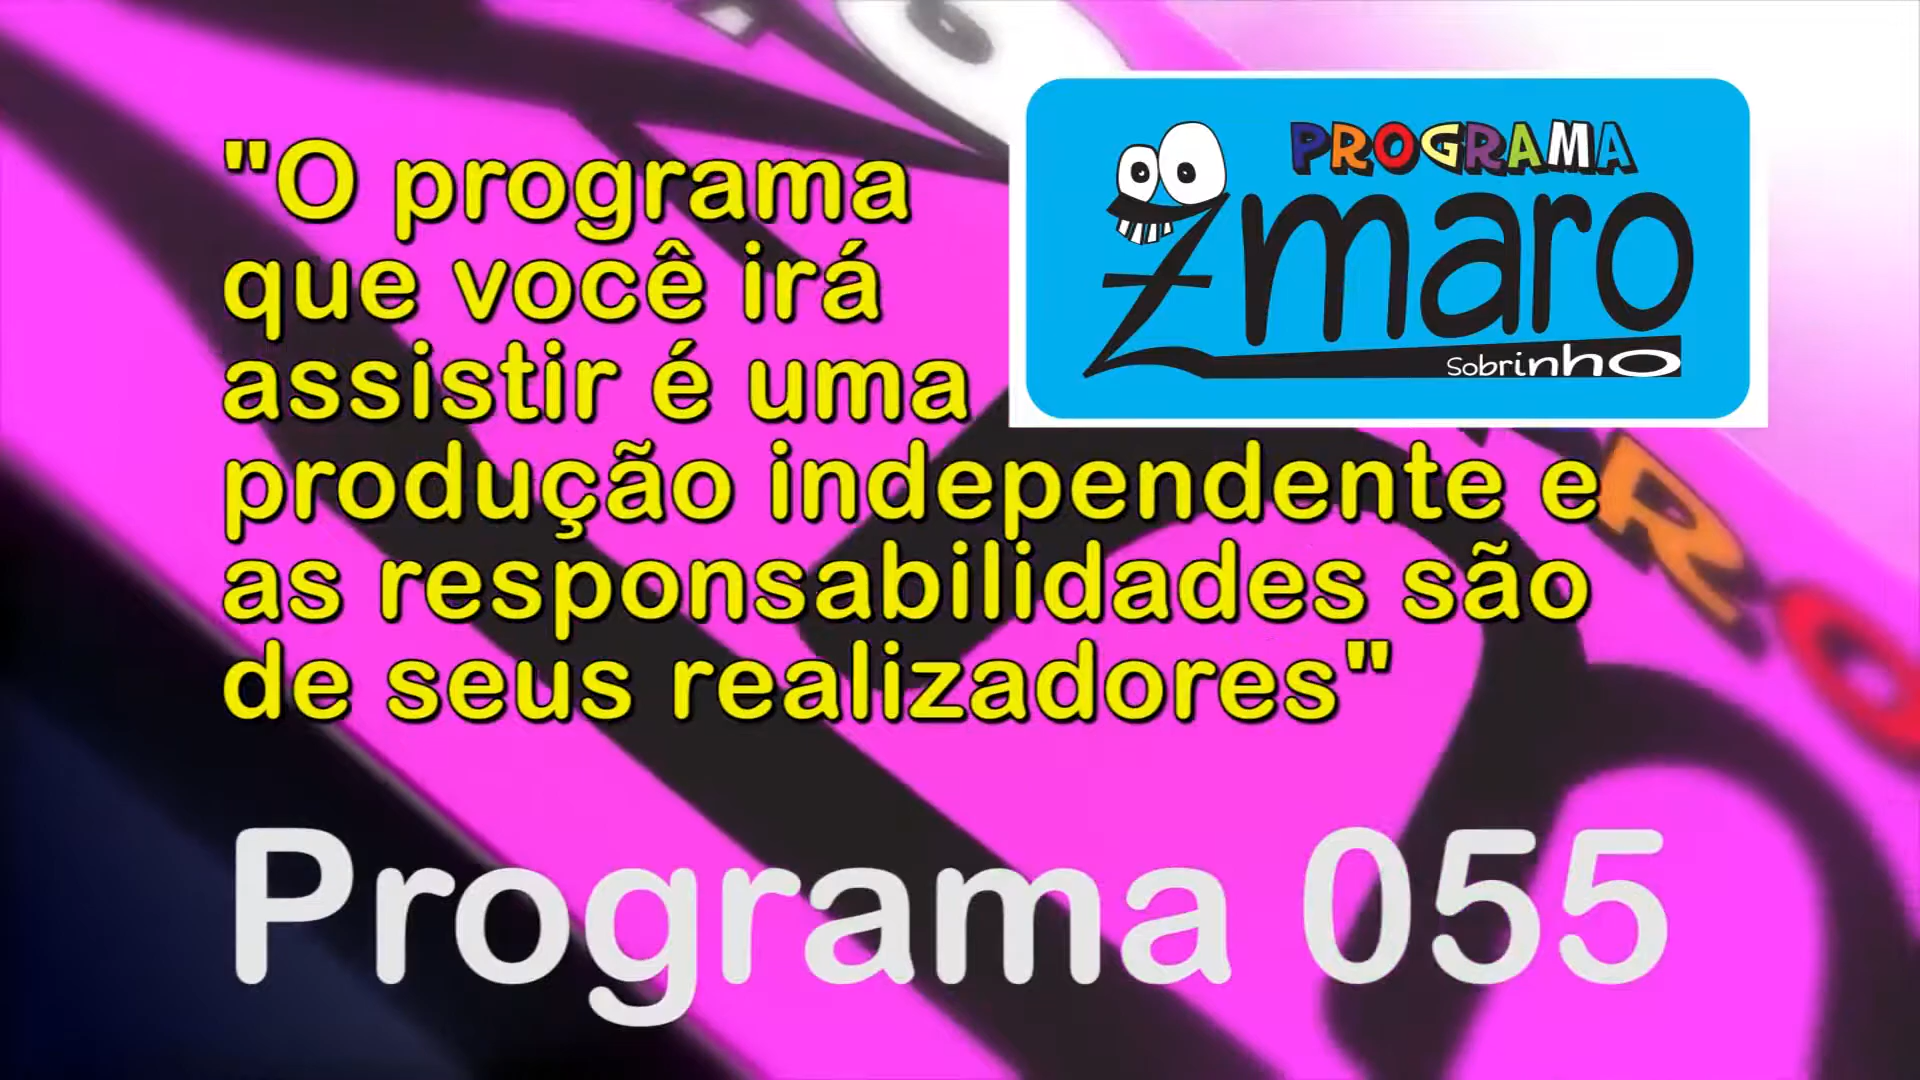 "O programa
que você irá
assistir é uma
produção independente e
as responsabilidades são
de seus realizadores"
PROGRAMA
Zmaro
Sobrinho
Programa 055